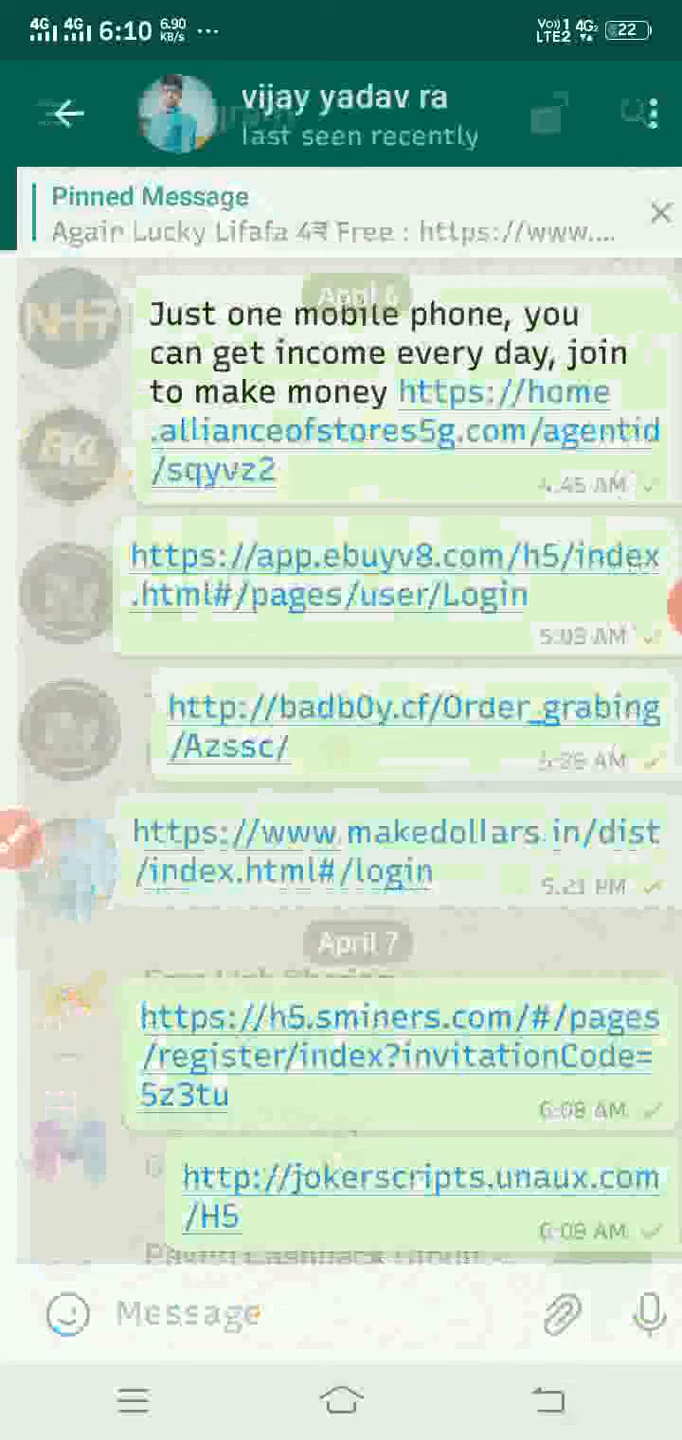 4G 4G 6:10 6.90 KB/s ...
Vo)) 1 4G2 LTE2 22
vijay yadav ra
last seen recently
Pinned Message
Again Lucky Lifafa 4र Free : https://www....
April 6
Just one mobile phone, you
can get income every day, join
to make money https://home
.allianceofstores5g.com/agentid
/sqyvz2
4:45 AM
https://app.ebuyv8.com/h5/index
.html#/pages/user/Login
5:03 AM
http://badb0y.cf/Order_grabing
/Azssc/
AM
https://www.makedollars.in/dist
/index.html#/login
5:21 PM
April 7
https://h5.sminers.com/#/pages
/register/index?invitationCode=
5z3tu
6:08 AM
http://jokerscripts.unaux.com
/H5
6:09 AM
Message